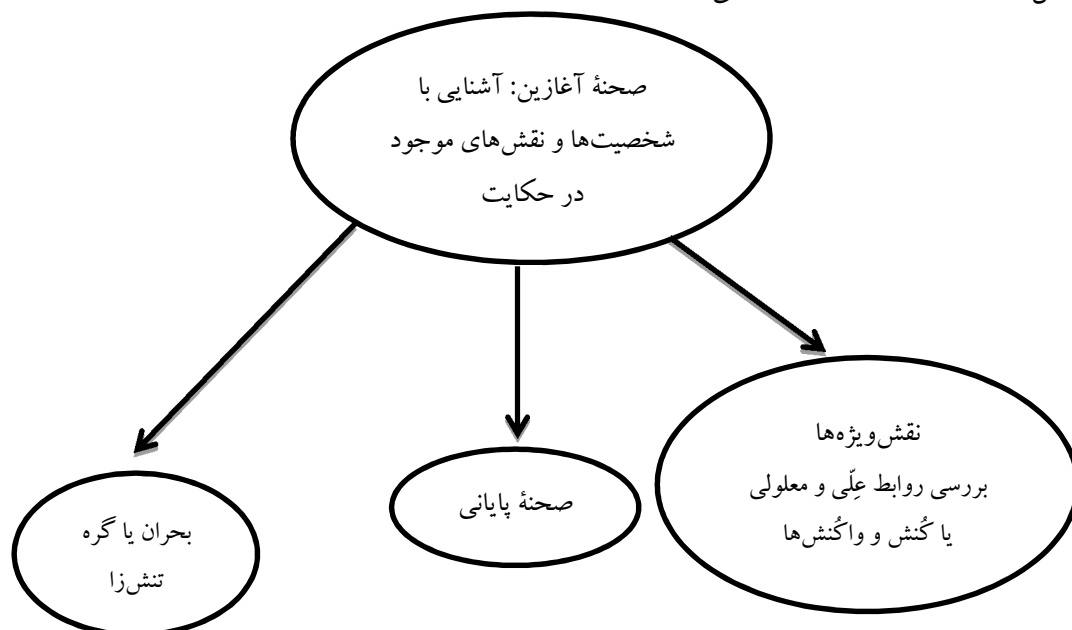 صحنهٔ آغازین: آشنایی با
شخصیت‌ها و نقش‌های موجود
در حکایت
نقش‌ویژه‌ها
بررسی روابط عِلّی و معلولی
یا کُنش و واکُنش‌ها
صحنهٔ پایانی
بحران یا گره
تنش‌زا